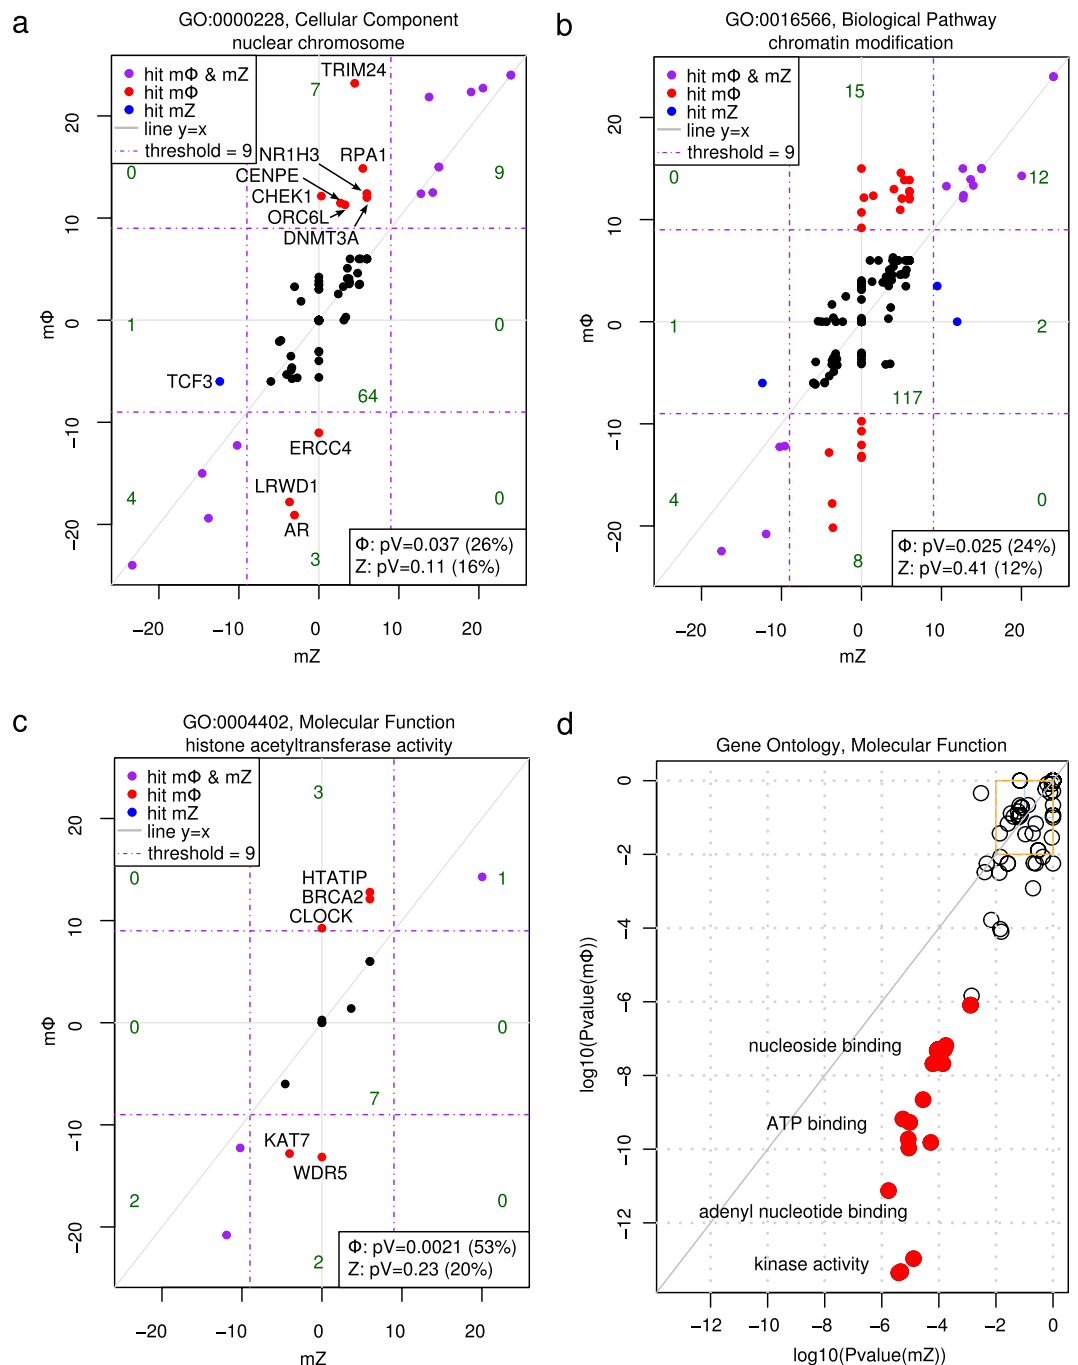 a
GO:0000228, Cellular Component
nuclear chromosome
hit mΦ & mZ
hit mΦ
hit mZ
line y=x
threshold = 9
TRIM24
NR1H3
RPA1
CENPE
CHEK1
ORC6L
DNMT3A
TCF3
ERCC4
LRWD1
AR
7
0
9
1
0
64
4
0
3
Φ: pV=0.037 (26%)
Z: pV=0.11 (16%)
20
10
0
−10
−20
mΦ
−20
−10
0
10
20
mZ
b
GO:0016566, Biological Pathway
chromatin modification
hit mΦ & mZ
hit mΦ
hit mZ
line y=x
threshold = 9
15
0
12
1
2
117
4
0
8
Φ: pV=0.025 (24%)
Z: pV=0.41 (12%)
20
10
0
−10
−20
mΦ
−20
−10
0
10
20
mZ
c
GO:0004402, Molecular Function
histone acetyltransferase activity
hit mΦ & mZ
hit mΦ
hit mZ
line y=x
threshold = 9
HTATIP
BRCA2
CLOCK
KAT7
WDR5
3
0
1
0
0
7
2
0
2
Φ: pV=0.0021 (53%)
Z: pV=0.23 (20%)
20
10
0
−10
−20
mΦ
−20
−10
0
10
20
mZ
d
Gene Ontology, Molecular Function
nucleoside binding
ATP binding
adenyl nucleotide binding
kinase activity
0
−2
−4
−6
−8
−10
−12
log10(Pvalue(mΦ))
−12
−10
−8
−6
−4
−2
0
log10(Pvalue(mZ))